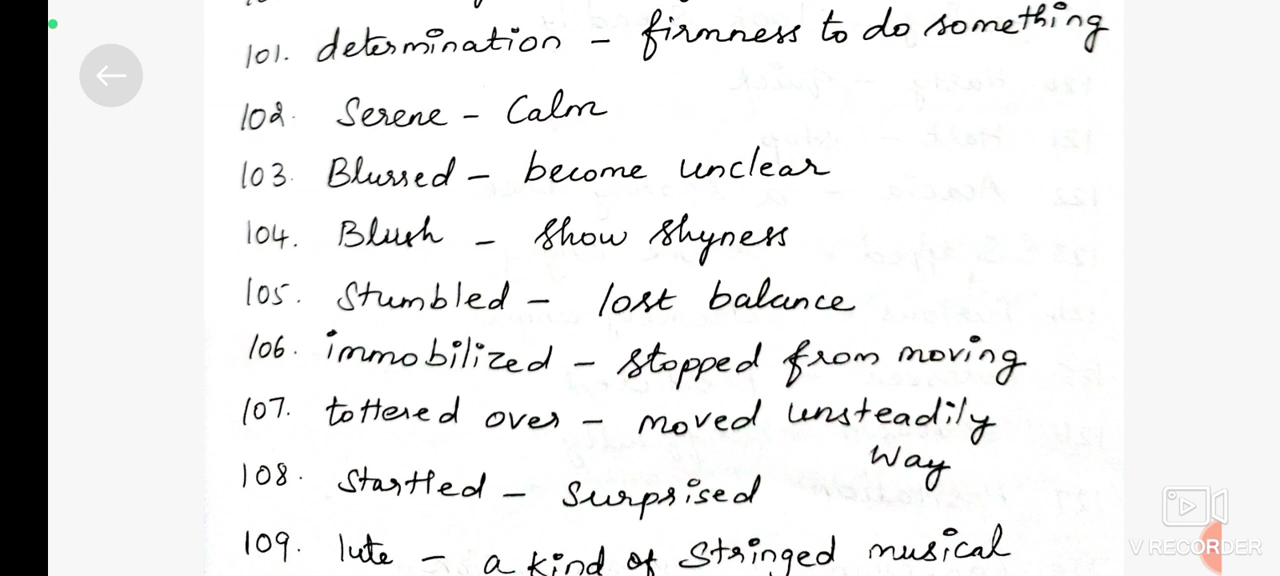 101. determination - firmness to do something
102. Serene - Calm
103. Blurred - become unclear
104. Blush - Show Shyness
105. Stumbled - lost balance
106. immobilized - stopped from moving
107. tottered over - moved unsteadily
way
108. Startled - Surprised
109. lute - a kind of Stringed musical
V RECORDER